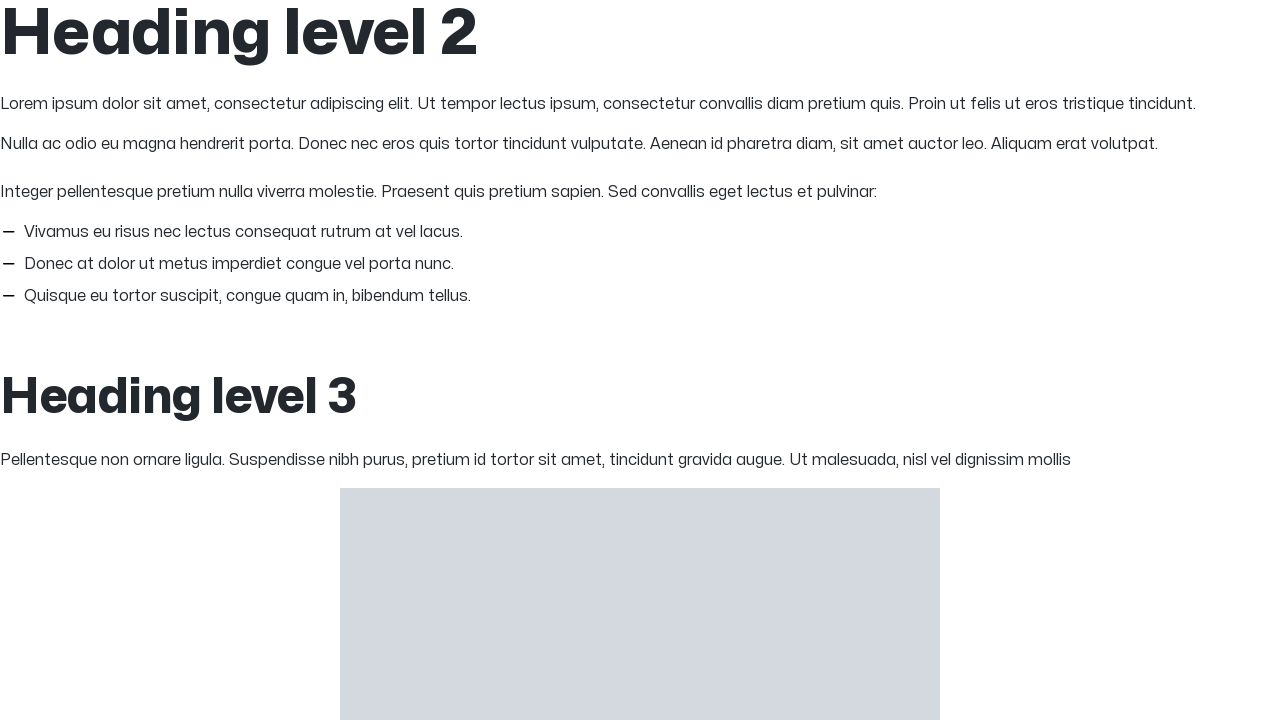 Heading level 2
Lorem ipsum dolor sit amet, consectetur adipiscing elit. Ut tempor lectus ipsum, consectetur convallis diam pretium quis. Proin ut felis ut eros tristique tincidunt.
Nulla ac odio eu magna hendrerit porta. Donec nec eros quis tortor tincidunt vulputate. Aenean id pharetra diam, sit amet auctor leo. Aliquam erat volutpat.
Integer pellentesque pretium nulla viverra molestie. Praesent quis pretium sapien. Sed convallis eget lectus et pulvinar:
— Vivamus eu risus nec lectus consequat rutrum at vel lacus.
— Donec at dolor ut metus imperdiet congue vel porta nunc.
— Quisque eu tortor suscipit, congue quam in, bibendum tellus.
Heading level 3
Pellentesque non ornare ligula. Suspendisse nibh purus, pretium id tortor sit amet, tincidunt gravida augue. Ut malesuada, nisl vel dignissim mollis